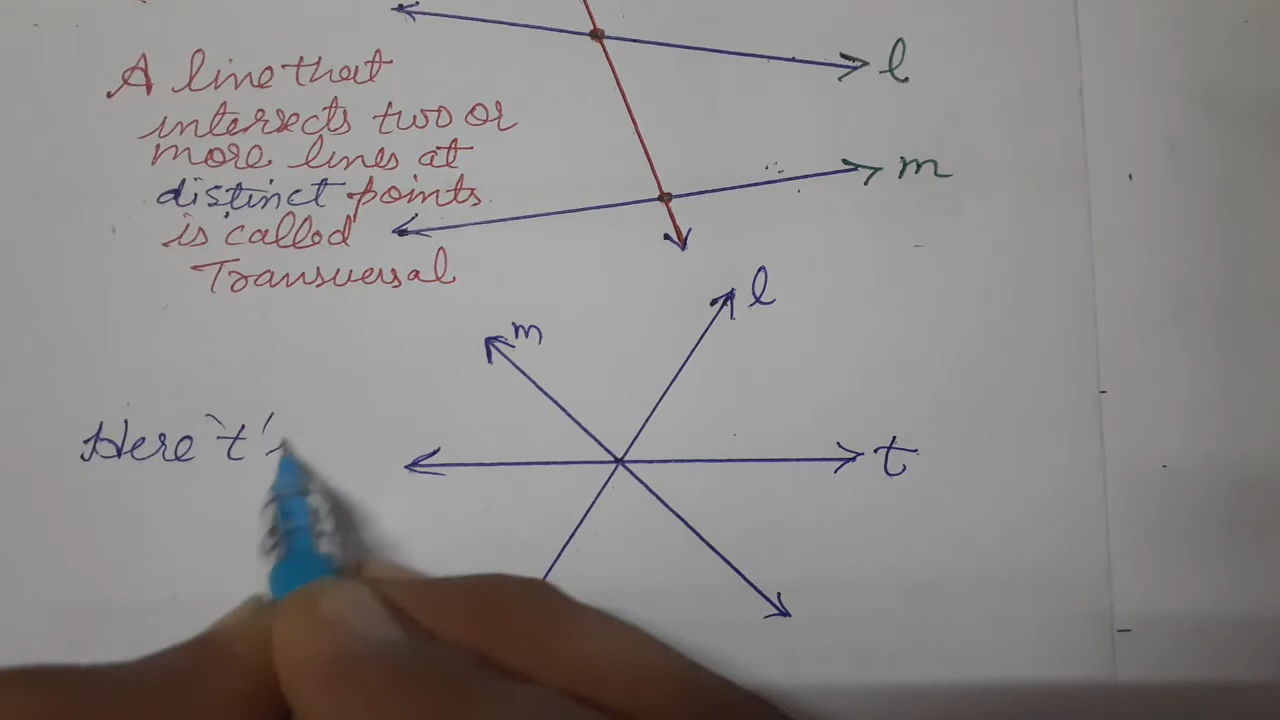 l
A line that
intersects two or
more lines at
distinct points
is called
Transversal
m
l
m
Here `t'
t